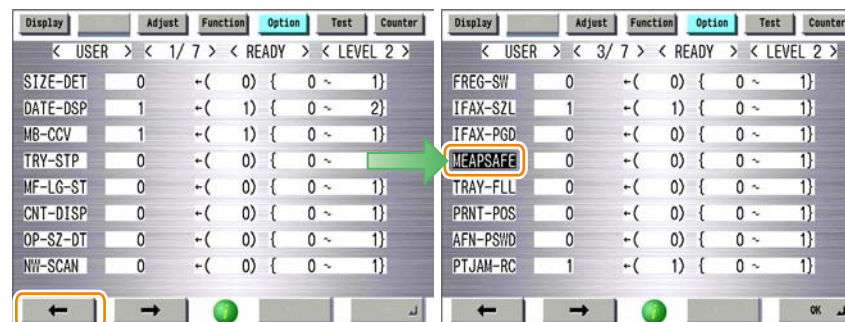 Display Adjust Function Option Test Counter
< USER > < 1/ 7 > < READY > < LEVEL 2 >
SIZE-DET 0 ←( 0) { 0 ~ 1}
DATE-DSP 1 ←( 1) { 0 ~ 2}
MB-CCV 1 ←( 1) { 0 ~ 1}
TRY-STP 0 ←( 0) { 0 ~
MF-LG-ST 0 ←( 0) { 0 ~ 1}
CNT-DISP 0 ←( 0) { 0 ~ 1}
OP-SZ-DT 0 ←( 0) { 0 ~ 1}
NW-SCAN 0 ←( 0) { 0 ~ 1}
← →
Display Adjust Function Option Test Counter
< USER > < 3/ 7 > < READY > < LEVEL 2 >
FREG-SW 0 ←( 0) { 0 ~ 1}
IFAX-SZL 1 ←( 1) { 0 ~ 1}
IFAX-PGD 0 ←( 0) { 0 ~ 1}
MEAPSAFE 0 ←( 0) { 0 ~ 1}
TRAY-FLL 0 ←( 0) { 0 ~ 1}
PRNT-POS 0 ←( 0) { 0 ~ 1}
AFN-PSWD 0 ←( 0) { 0 ~ 1}
PTJAM-RC 1 ←( 1) { 0 ~ 1}
← → OK